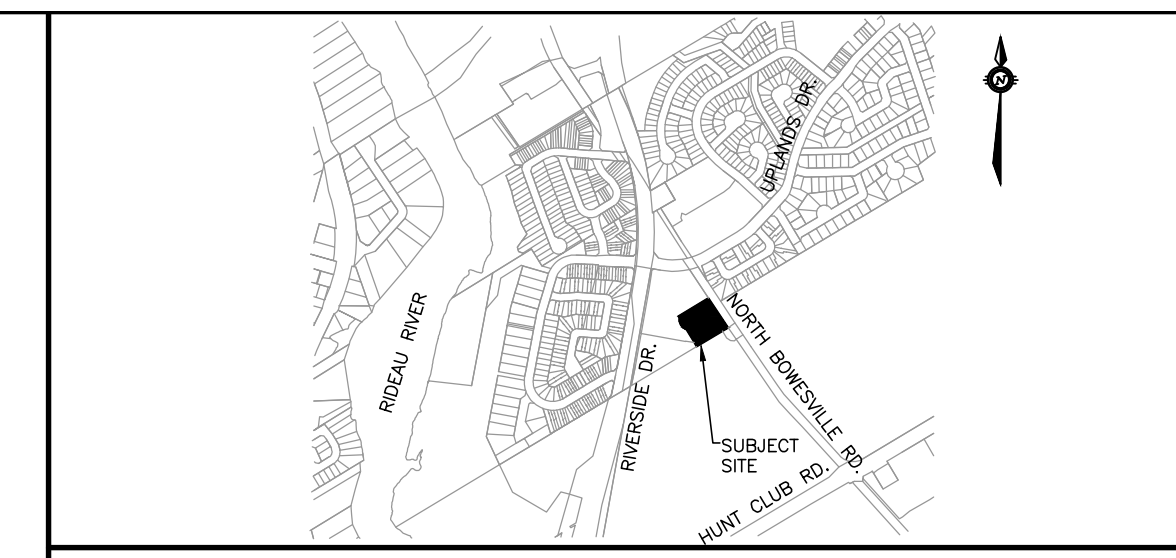 N
UPLANDS DR.
RIDEAU RIVER
RIVERSIDE DR.
NORTH BOWESVILLE RD.
SUBJECT
SITE
HUNT CLUB RD.